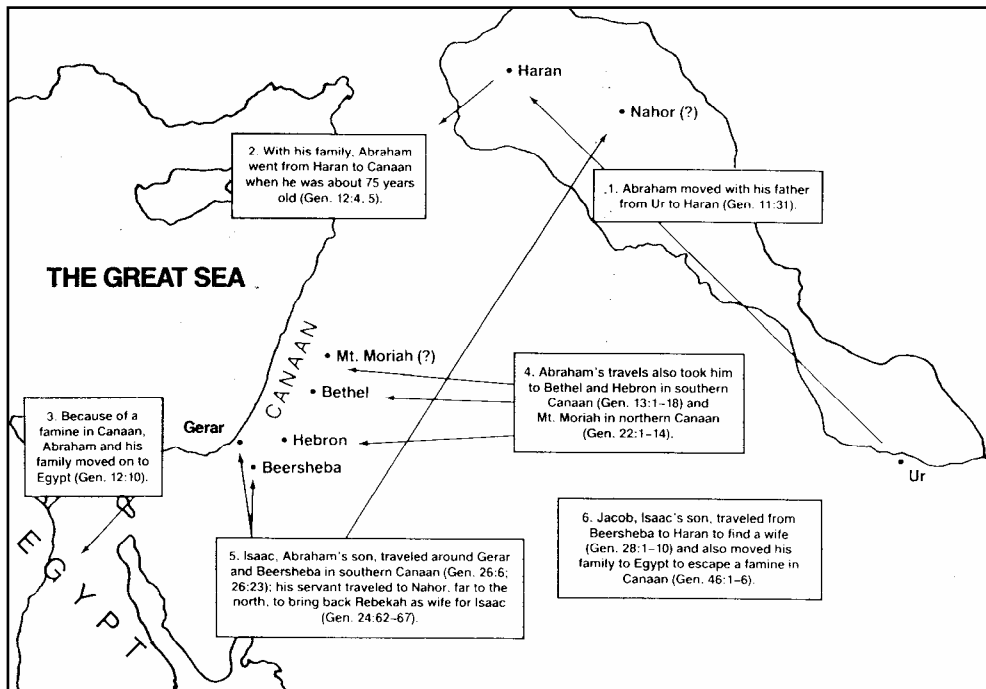 Haran
Nahor (?)
2. With his family, Abraham
went from Haran to Canaan
when he was about 75 years
old (Gen. 12:4, 5).
1. Abraham moved with his father
from Ur to Haran (Gen. 11:31).
THE GREAT SEA
CANAAN
Mt. Moriah (?)
Bethel
4. Abraham's travels also took him
to Bethel and Hebron in southern
Canaan (Gen. 13:1-18) and
Mt. Moriah in northern Canaan
(Gen. 22:1-14).
3. Because of a
famine in Canaan,
Abraham and his
family moved on to
Egypt (Gen. 12:10).
Gerar
Hebron
Beersheba
Ur
EGYPT
5. Isaac, Abraham's son, traveled around Gerar
and Beersheba in southern Canaan (Gen. 26:6;
26:23); his servant traveled to Nahor, far to the
north, to bring back Rebekah as wife for Isaac
(Gen. 24:62-67).
6. Jacob, Isaac's son, traveled from
Beersheba to Haran to find a wife
(Gen. 28:1-10) and also moved his
family to Egypt to escape a famine in
Canaan (Gen. 46:1-6).